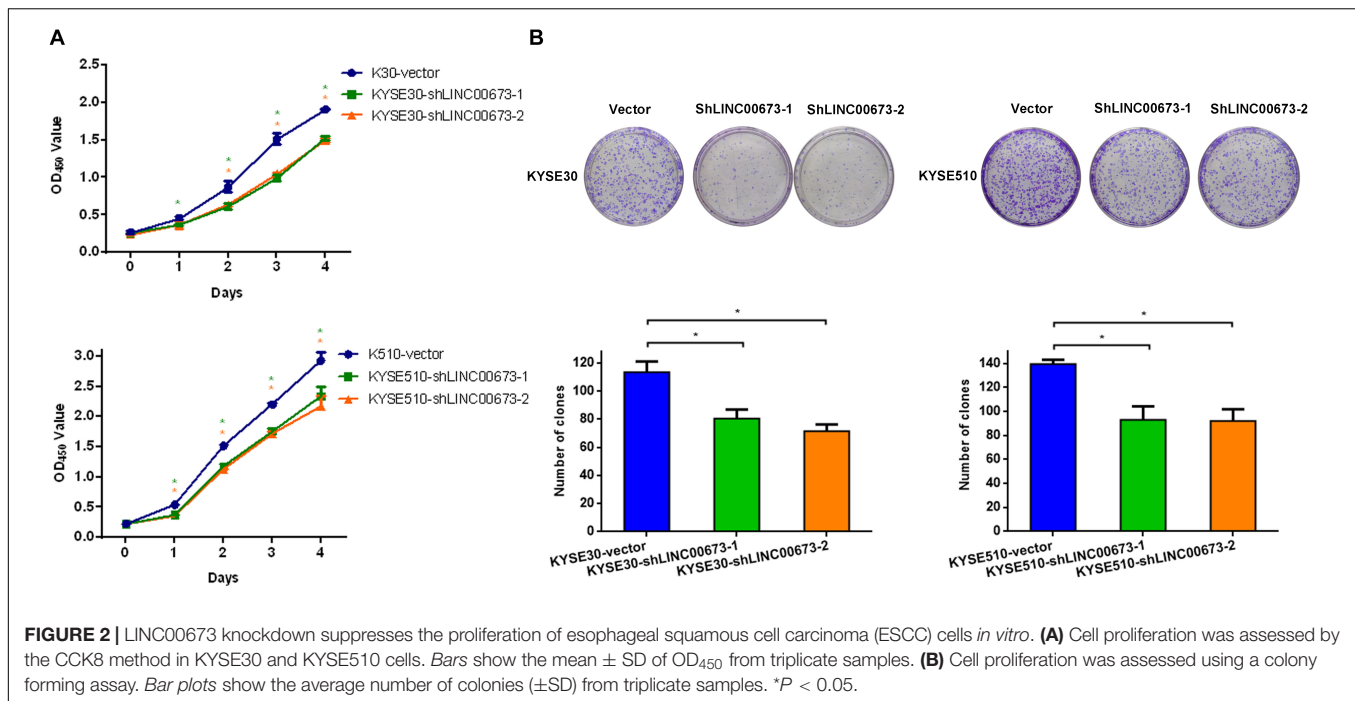 A
2.5
2.0
1.5
1.0
0.5
0.0
OD450 Value
0 1 2 3 4
Days
K30-vector
KYSE30-shLINC00673-1
KYSE30-shLINC00673-2
* * * *
* * *
3.0
2.5
2.0
1.5
1.0
0.5
0.0
OD450 Value
0 1 2 3 4
Days
K510-vector
KYSE510-shLINC00673-1
KYSE510-shLINC00673-2
* * * *
* * * *
B
Vector ShLINC00673-1 ShLINC00673-2
KYSE30
Vector ShLINC00673-1 ShLINC00673-2
KYSE510
*
*
120
100
80
60
40
20
0
Number of clones
KYSE30-vector
KYSE30-shLINC00673-1
KYSE30-shLINC00673-2
*
*
140
120
100
80
60
40
20
0
Number of clones
KYSE510-vector
KYSE510-shLINC00673-1
KYSE510-shLINC00673-2
FIGURE 2 | LINC00673 knockdown suppresses the proliferation of esophageal squamous cell carcinoma (ESCC) cells in vitro. (A) Cell proliferation was assessed by
the CCK8 method in KYSE30 and KYSE510 cells. Bars show the mean ± SD of OD450 from triplicate samples. (B) Cell proliferation was assessed using a colony
forming assay. Bar plots show the average number of colonies (±SD) from triplicate samples. *P < 0.05.